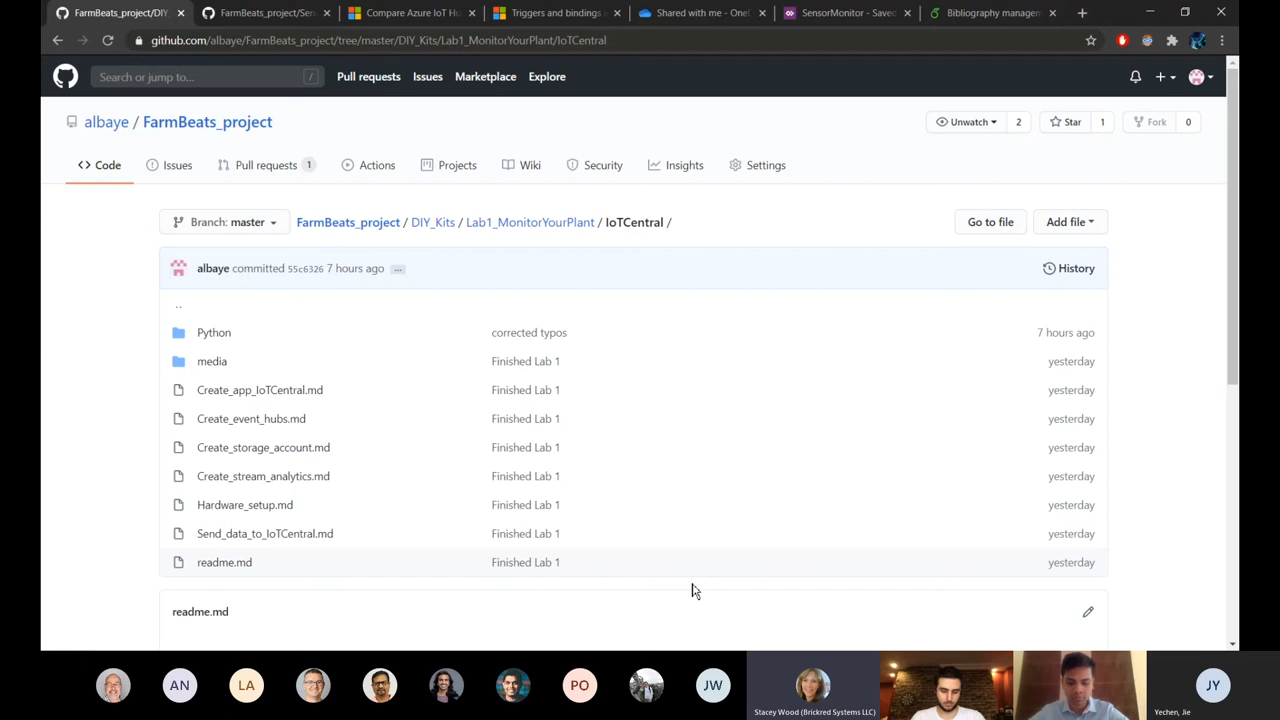 FarmBeats_project/DIY_
FarmBeats_project/Sen
Compare Azure IoT Hu
Triggers and bindings
Shared with me - OneD
SensorMonitor - Saved
Bibliography managem
github.com/albaye/FarmBeats_project/tree/master/DIY_Kits/Lab1_MonitorYourPlant/IoTCentral
Search or jump to... /
Pull requests
Issues
Marketplace
Explore
albaye / FarmBeats_project
Unwatch 2
Star 1
Fork 0
Code
Issues
Pull requests 1
Actions
Projects
Wiki
Security
Insights
Settings
Branch: master
FarmBeats_project / DIY_Kits / Lab1_MonitorYourPlant / IoTCentral /
Go to file
Add file
albaye committed 55c6326 7 hours ago ...
History
..
Python corrected typos 7 hours ago
media Finished Lab 1 yesterday
Create_app_IoTCentral.md Finished Lab 1 yesterday
Create_event_hubs.md Finished Lab 1 yesterday
Create_storage_account.md Finished Lab 1 yesterday
Create_stream_analytics.md Finished Lab 1 yesterday
Hardware_setup.md Finished Lab 1 yesterday
Send_data_to_IoTCentral.md Finished Lab 1 yesterday
readme.md Finished Lab 1 yesterday
readme.md
AN
LA
PO
JW
JY
Stacey Wood (Brickred Systems LLC)
Yechen, Jie